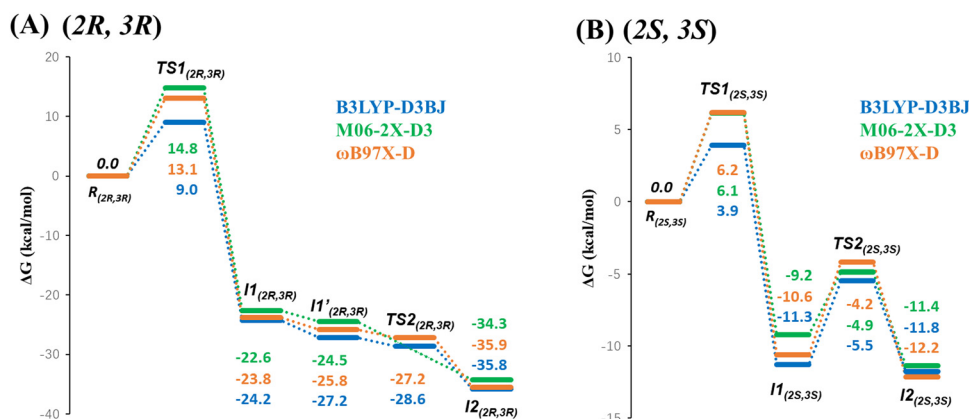 (A) (2R, 3R)
20
10
0
-10
-20
-30
-40
ΔG (kcal/mol)
0.0
R(2R,3R)
TS1(2R,3R)
14.8
13.1
9.0
B3LYP-D3BJ
M06-2X-D3
ωB97X-D
I1(2R,3R)
-22.6
-23.8
-24.2
I1'(2R,3R)
-24.5
-25.8
-27.2
TS2(2R,3R)
-27.2
-28.6
-34.3
-35.9
-35.8
I2(2R,3R)
(B) (2S, 3S)
10
5
0
-5
-10
-15
ΔG (kcal/mol)
0.0
R(2S,3S)
TS1(2S,3S)
6.2
6.1
3.9
B3LYP-D3BJ
M06-2X-D3
ωB97X-D
-9.2
-10.6
-11.3
I1(2S,3S)
TS2(2S,3S)
-4.2
-4.9
-5.5
-11.4
-11.8
-12.2
I2(2S,3S)